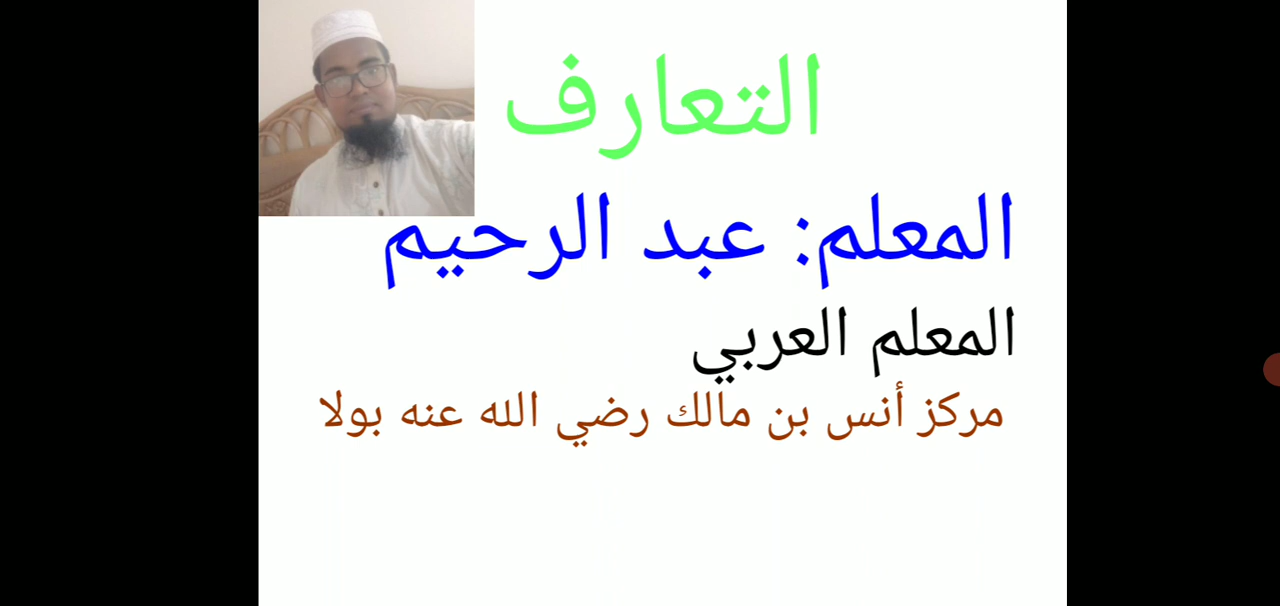 التعارف
المعلم: عبد الرحيم
المعلم العربي
مركز أنس بن مالك رضي الله عنه بولا